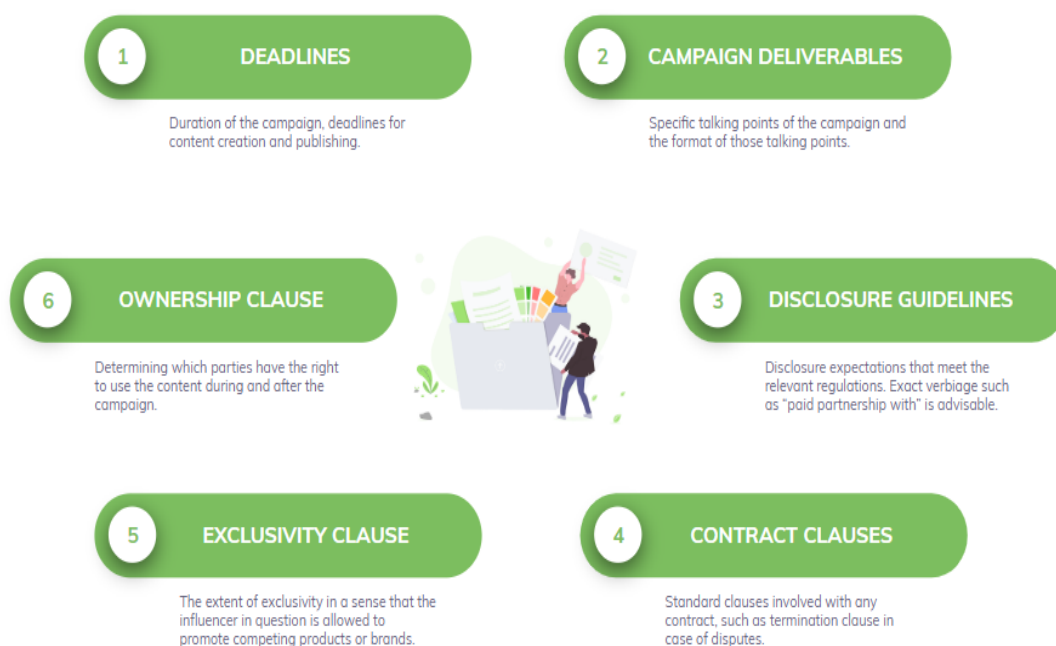 1
DEADLINES
Duration of the campaign, deadlines for
content creation and publishing.
2
CAMPAIGN DELIVERABLES
Specific talking points of the campaign and
the format of those talking points.
3
DISCLOSURE GUIDELINES
Disclosure expectations that meet the
relevant regulations. Exact verbiage such
as “paid partnership with” is advisable.
4
CONTRACT CLAUSES
Standard clauses involved with any
contract, such as termination clause in
case of disputes.
5
EXCLUSIVITY CLAUSE
The extent of exclusivity in a sense that the
influencer in question is allowed to
promote competing products or brands.
6
OWNERSHIP CLAUSE
Determining which parties have the right
to use the content during and after the
campaign.